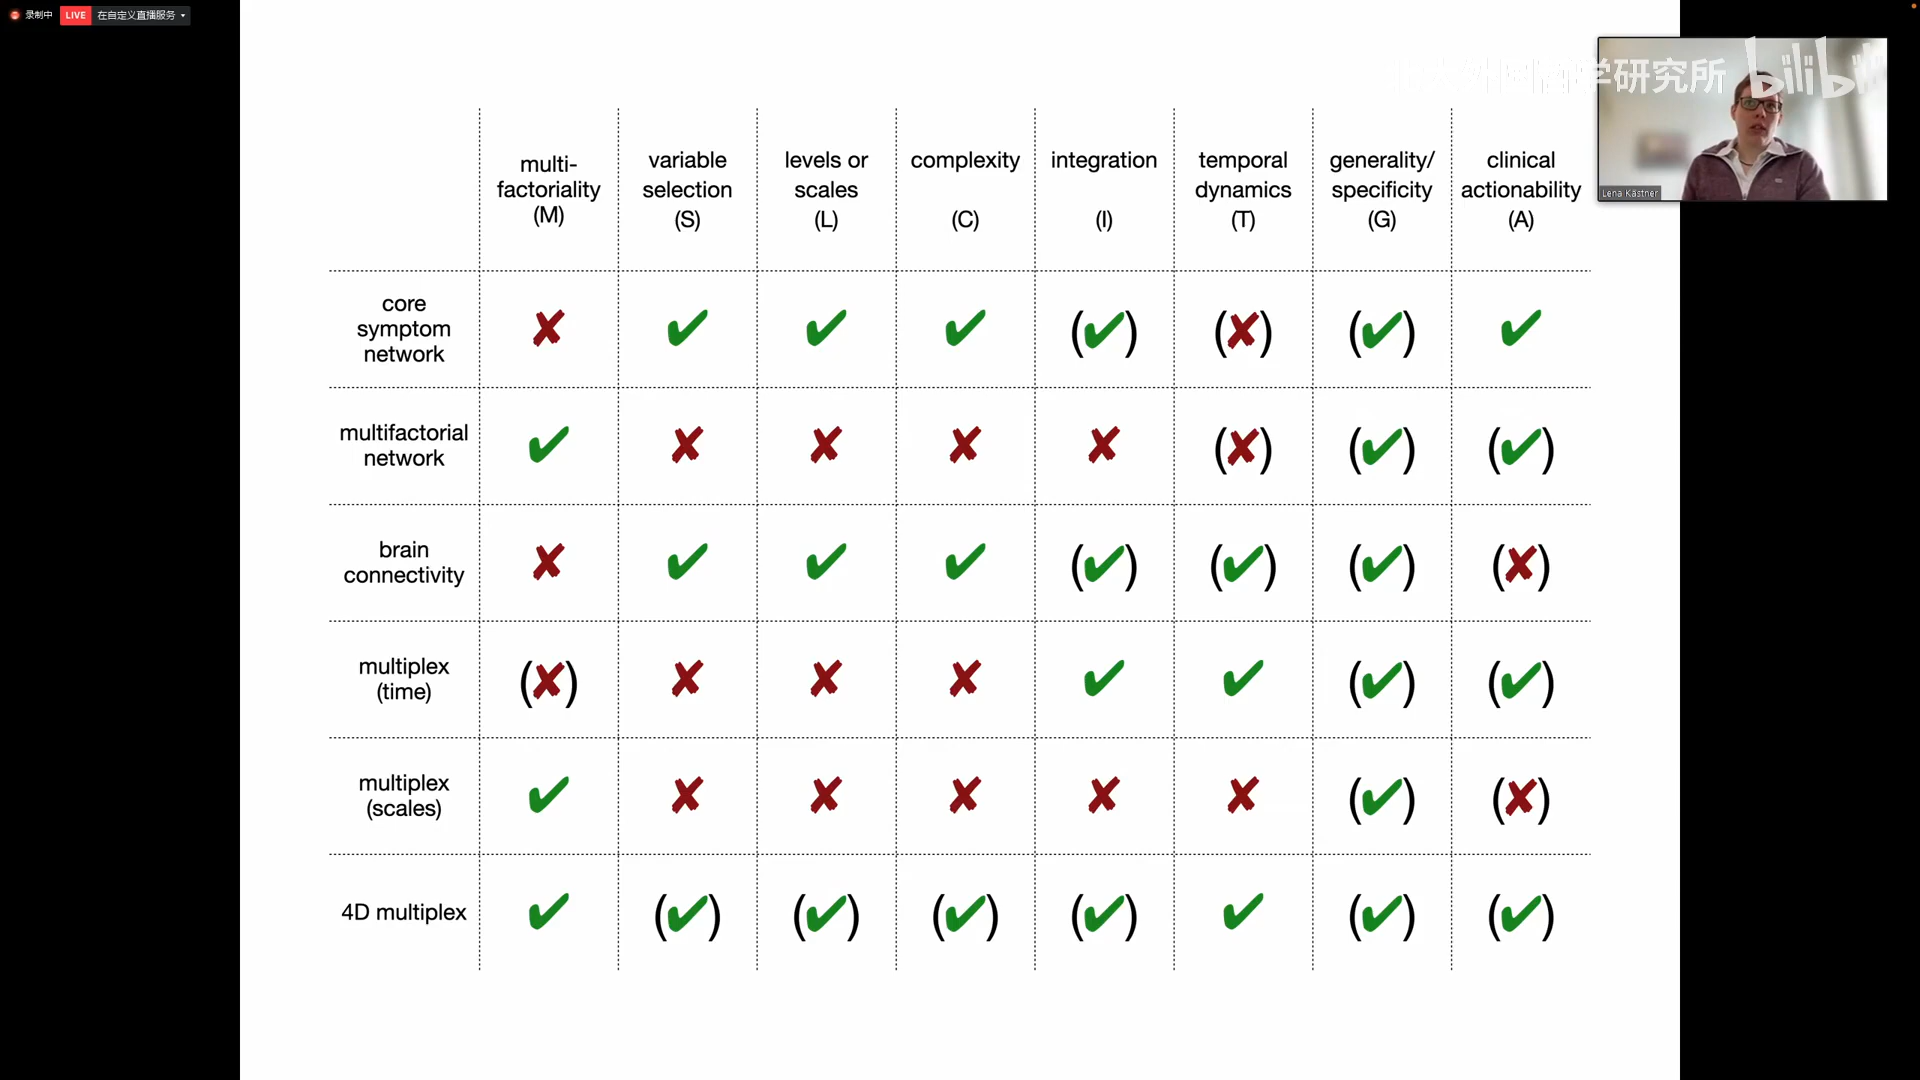 录制中
LIVE 在自定义直播服务
学研究所 bilibili
Lena Kästner
multi-
factoriality
(M)
variable
selection
(S)
levels or
scales
(L)
complexity
(C)
integration
(I)
temporal
dynamics
(T)
generality/
specificity
(G)
clinical
actionability
(A)
core
symptom
network
✘ ✔ ✔ ✔ (✔) (✘) (✔) ✔
multifactorial
network
✔ ✘ ✘ ✘ ✘ (✘) (✔) (✔)
brain
connectivity
✘ ✔ ✔ ✔ (✔) (✔) (✔) (✘)
multiplex
(time)
(✘) ✘ ✘ ✘ ✔ ✔ (✔) (✔)
multiplex
(scales)
✔ ✘ ✘ ✘ ✘ ✘ (✔) (✘)
4D multiplex
✔ (✔) (✔) (✔) (✔) ✔ (✔) (✔)